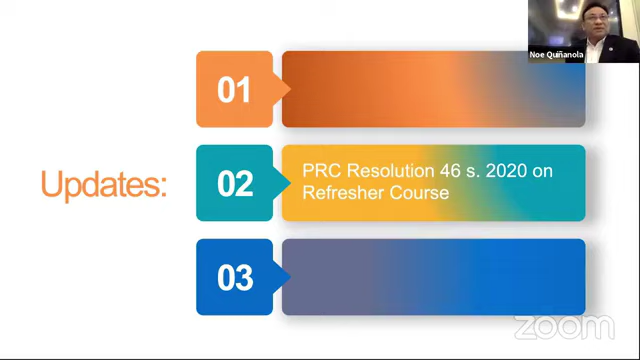 Noe Quiñanola
01
Updates:
02
PRC Resolution 46 s. 2020 on
Refresher Course
03
zoom